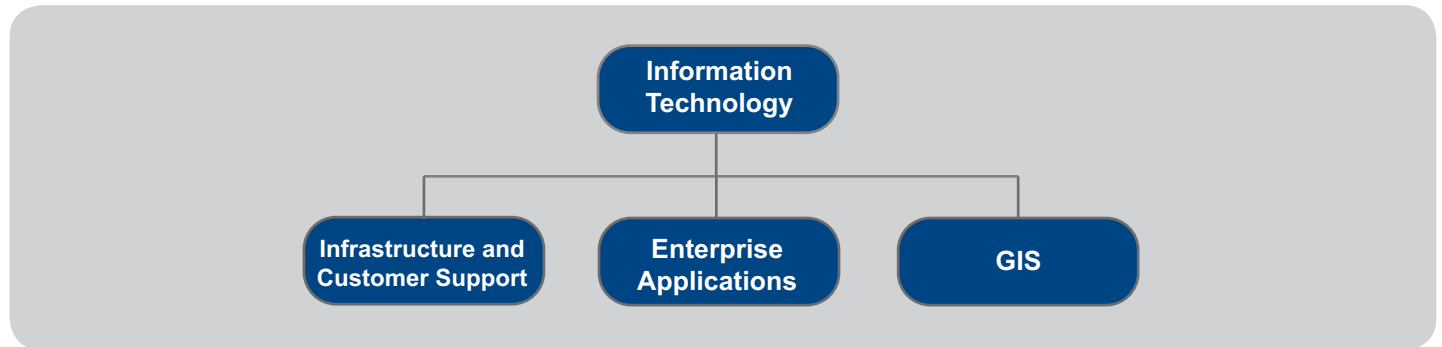 Information
Technology
Infrastructure and
Customer Support
Enterprise
Applications
GIS